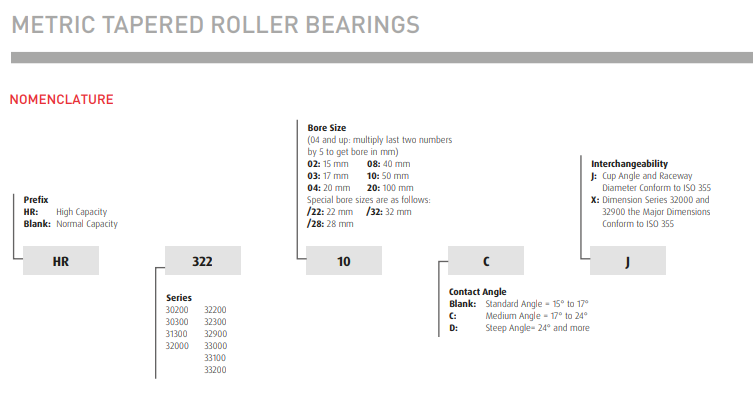 METRIC TAPERED ROLLER BEARINGS
NOMENCLATURE
Prefix
HR: High Capacity
Blank: Normal Capacity
HR
Series
30200 32200
30300 32300
31300 32900
32000 33000
33100
33200
322
Bore Size
(04 and up: multiply last two numbers
by 5 to get bore in mm)
02: 15 mm 08: 40 mm
03: 17 mm 10: 50 mm
04: 20 mm 20: 100 mm
Special bore sizes are as follows:
/22: 22 mm /32: 32 mm
/28: 28 mm
10
C
Contact Angle
Blank: Standard Angle = 15° to 17°
C: Medium Angle = 17° to 24°
D: Steep Angle= 24° and more
Interchangeability
J: Cup Angle and Raceway
Diameter Conform to ISO 355
X: Dimension Series 32000 and
32900 the Major Dimensions
Conform to ISO 355
J